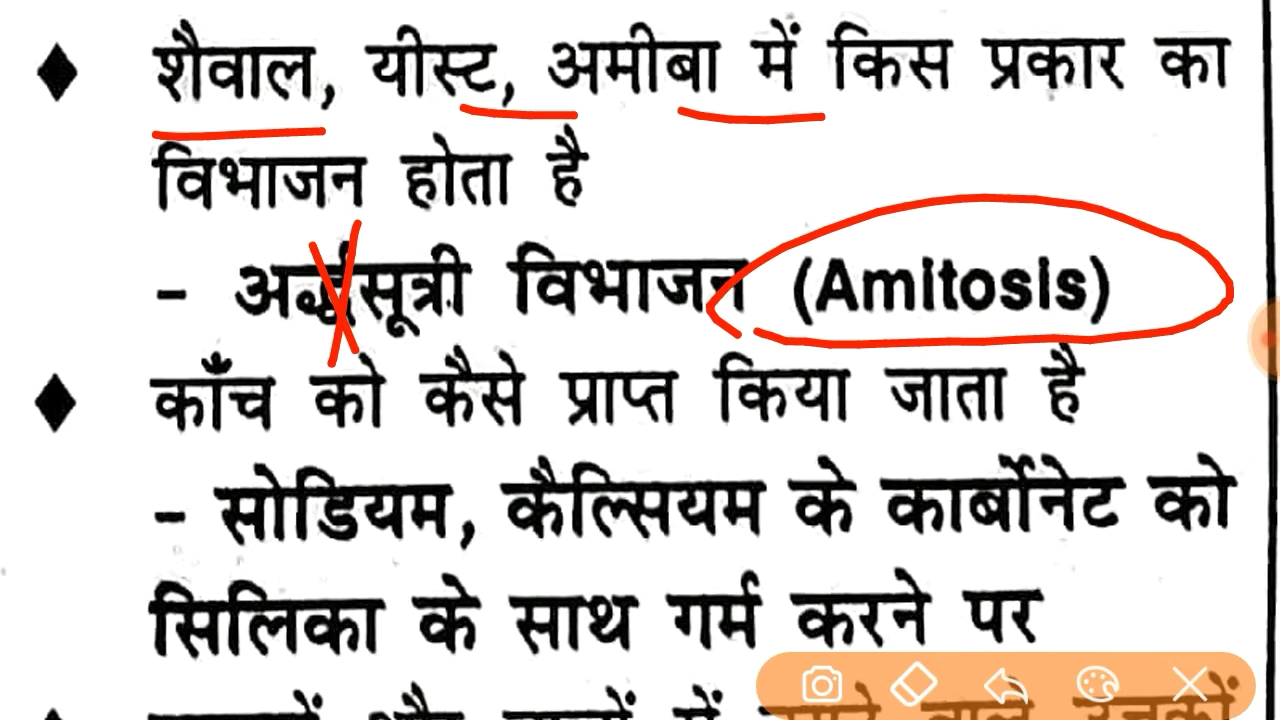 ♦ शैवाल, यीस्ट, अमीबा में किस प्रकार का
विभाजन होता है
– अर्द्धसूत्री विभाजन (Amitosis)
♦ काँच को कैसे प्राप्त किया जाता है
– सोडियम, कैल्सियम के कार्बोनेट को
सिलिका के साथ गर्म करने पर